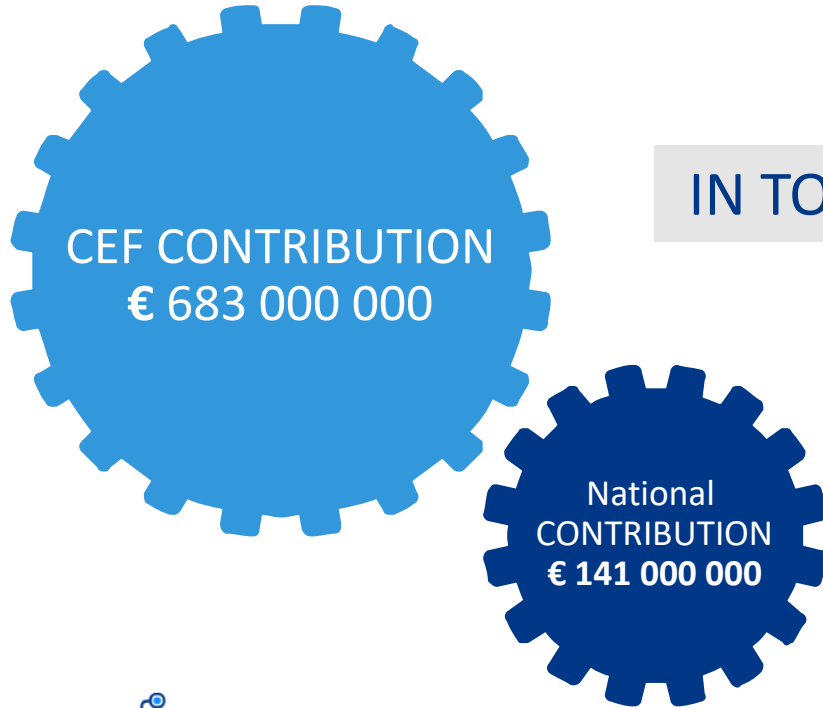 CEF CONTRIBUTION
€ 683 000 000
IN TO
National
CONTRIBUTION
€ 141 000 000